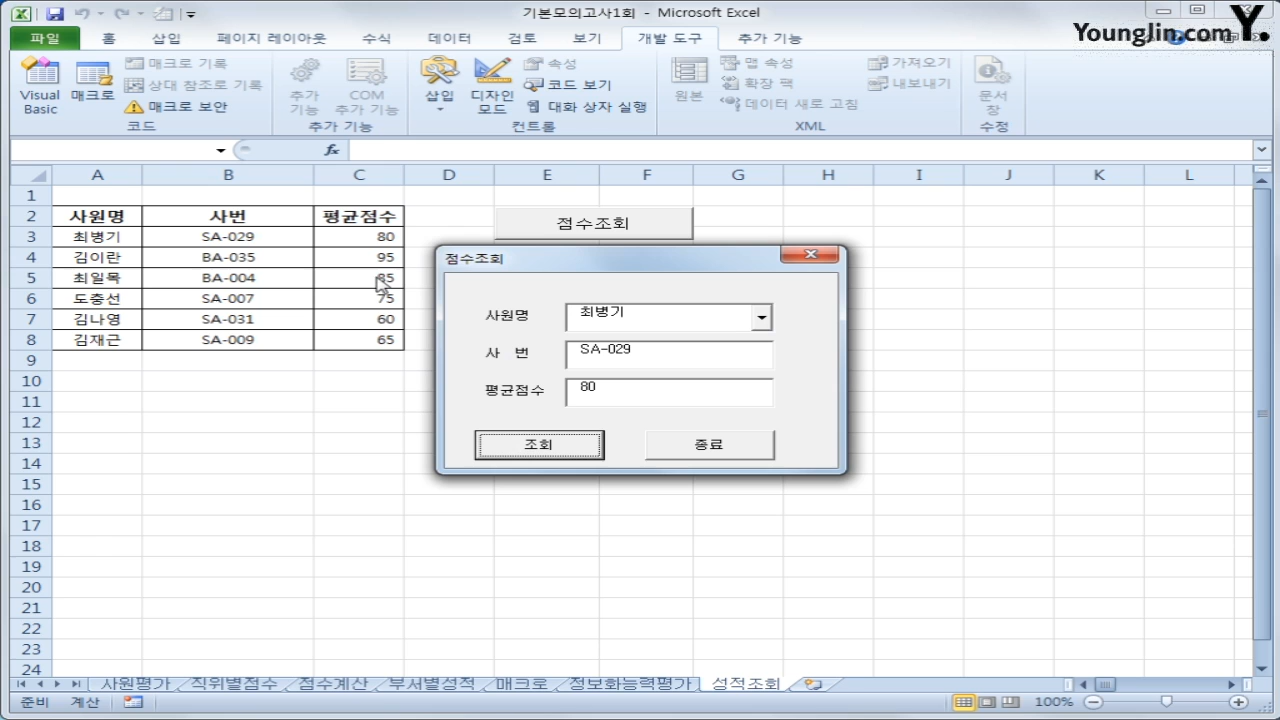 기본모의고사1회 - Microsoft Excel
YoungJin.com Y.
파일 홈 삽입 페이지 레이아웃 수식 데이터 검토 보기 개발 도구 추가 기능
Visual Basic 매크로 매크로 기록 상대 참조로 기록 매크로 보안 코드
추가 기능 COM 추가 기능 추가 기능
삽입 디자인 모드 속성 코드 보기 대화 상자 실행 컨트롤
원본 맵 속성 확장 팩 데이터 새로 고침 가져오기 내보내기 XML
문서 창 수정
fx
A B C D E F G H I J K L
1
2 사원명 사번 평균점수 점수조회
3 최병기 SA-029 80
4 김이란 BA-035 95
5 최일목 BA-004 85
6 도충선 SA-007 75
7 김나영 SA-031 60
8 김재근 SA-009 65
9
10
11
12
13
14
15
16
17
18
19
20
21
22
23
24
점수조회
사원명 최병기
사 번 SA-029
평균점수 80
조회 종료
사원평가 직위별점수 점수계산 부서별성적 매크로 정보화능력평가 성적조회
준비 계산 100%